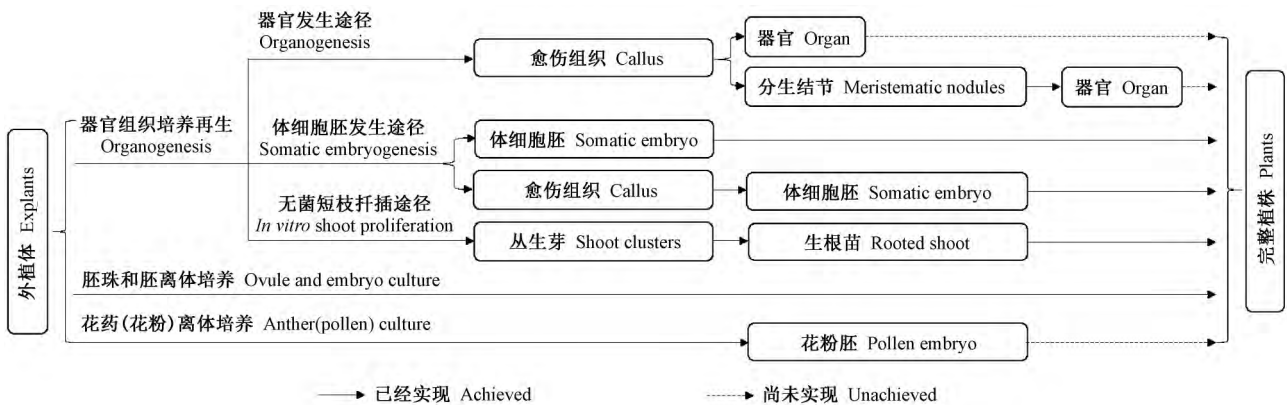 器官发生途径
Organogenesis
愈伤组织 Callus
器官 Organ
分生结节 Meristematic nodules
器官 Organ
外植体 Explants
器官组织培养再生
Organogenesis
体细胞胚发生途径
Somatic embryogenesis
体细胞胚 Somatic embryo
愈伤组织 Callus
体细胞胚 Somatic embryo
无菌短枝扦插途径
In vitro shoot proliferation
丛生芽 Shoot clusters
生根苗 Rooted shoot
完整植株 Plants
胚珠和胚离体培养 Ovule and embryo culture
花药(花粉)离体培养 Anther(pollen) culture
花粉胚 Pollen embryo
已经实现 Achieved
尚未实现 Unachieved